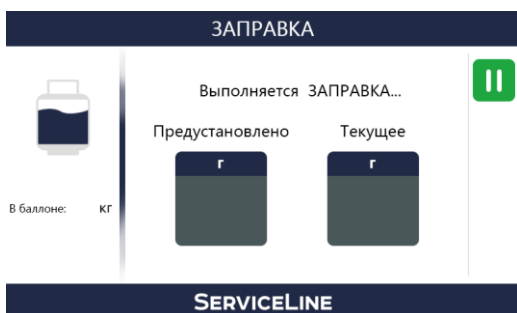 ЗАПРАВКА
Выполняется ЗАПРАВКА...
Предустановлено Текущее
г г
В баллоне: кг
SERVICELINE